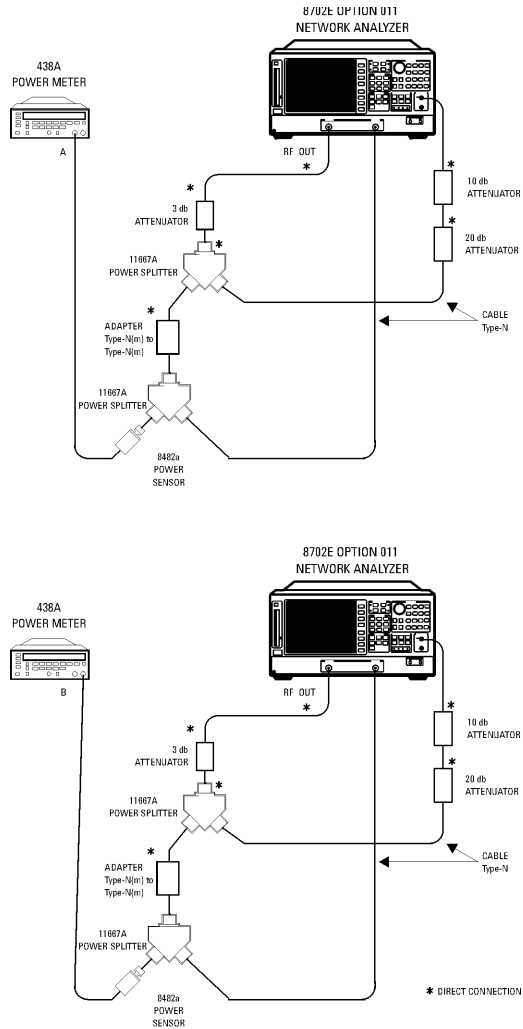 8702E OPTION 011
NETWORK ANALYZER
438A
POWER METER
A
RF OUT
*
*
3 db
ATTENUATOR
*
10 db
ATTENUATOR
*
20 db
ATTENUATOR
*
11667A
POWER SPLITTER
*
ADAPTER
Type-N(m) to
Type-N(m)
CABLE
Type-N
11667A
POWER SPLITTER
8482a
POWER
SENSOR
8702E OPTION 011
NETWORK ANALYZER
438A
POWER METER
B
RF OUT
*
*
3 db
ATTENUATOR
*
10 db
ATTENUATOR
*
20 db
ATTENUATOR
*
11667A
POWER SPLITTER
*
ADAPTER
Type-N(m) to
Type-N(m)
CABLE
Type-N
11667A
POWER SPLITTER
8482a
POWER
SENSOR
* DIRECT CONNECTION